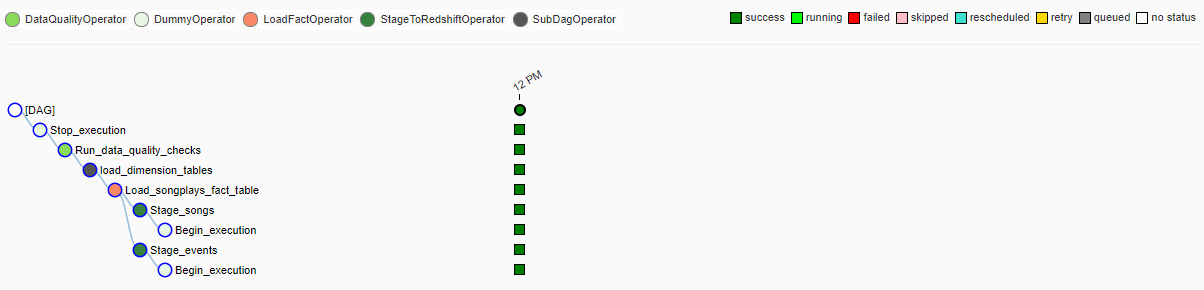 DataQualityOperator DummyOperator LoadFactOperator StageToRedshiftOperator SubDagOperator success running failed skipped rescheduled retry queued no status
12 PM
[DAG]
Stop_execution
Run_data_quality_checks
load_dimension_tables
Load_songplays_fact_table
Stage_songs
Begin_execution
Stage_events
Begin_execution